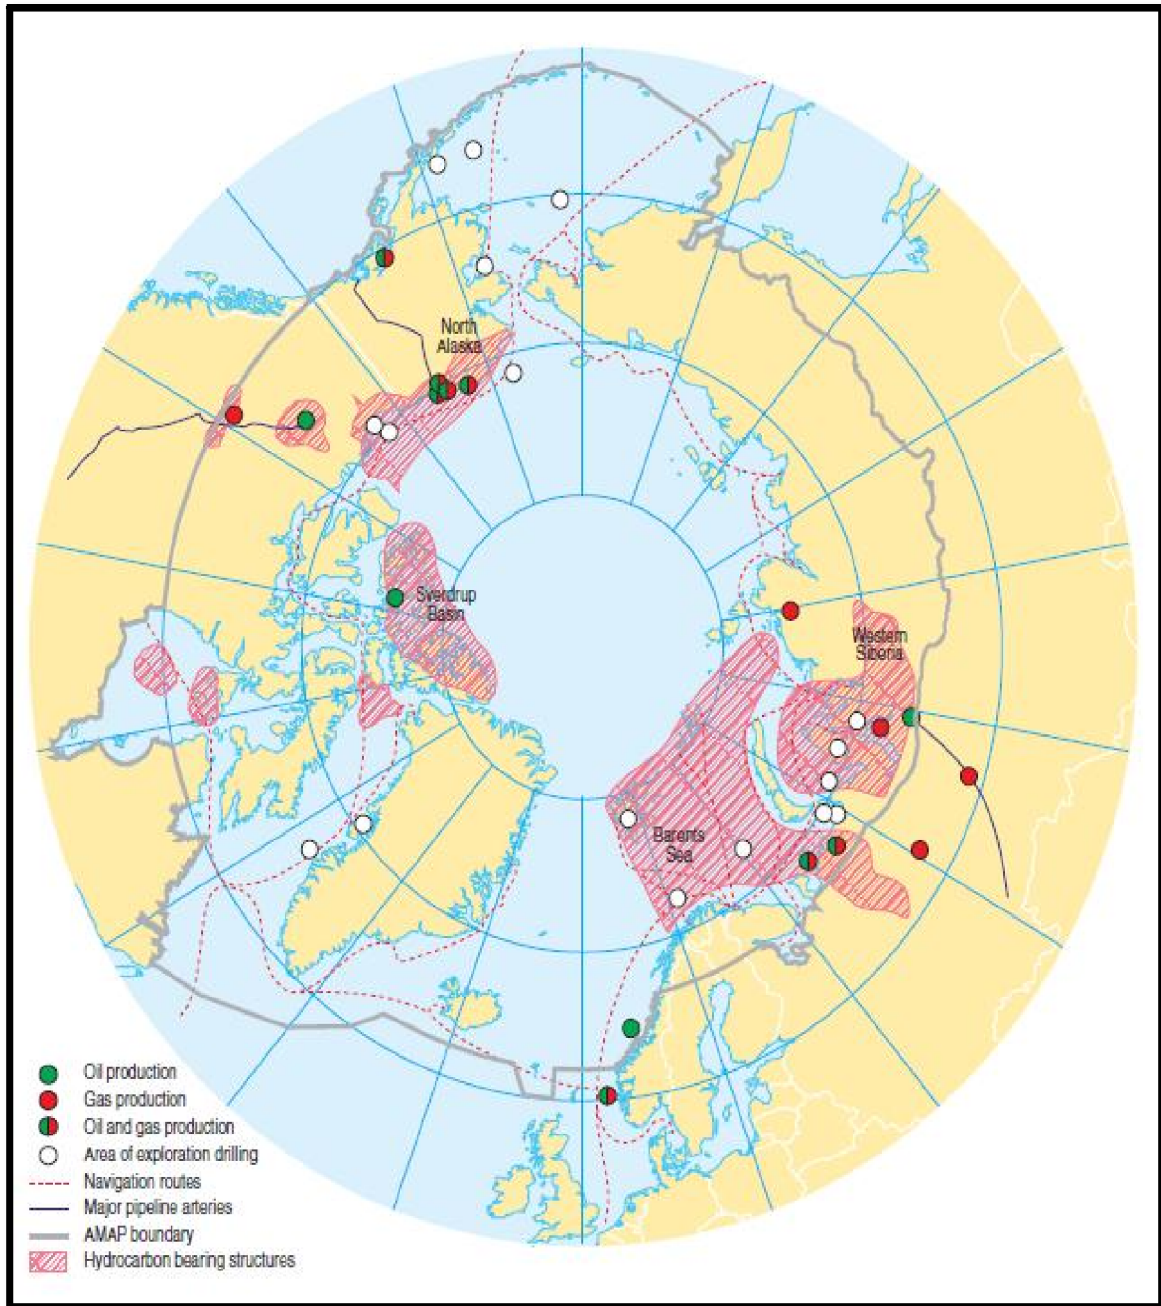 North
Alaska
Sverdrup
Basin
Western
Siberia
Barents
Sea
Oil production
Gas production
Oil and gas production
Area of exploration drilling
Navigation routes
Major pipeline arteries
AMAP boundary
Hydrocarbon bearing structures